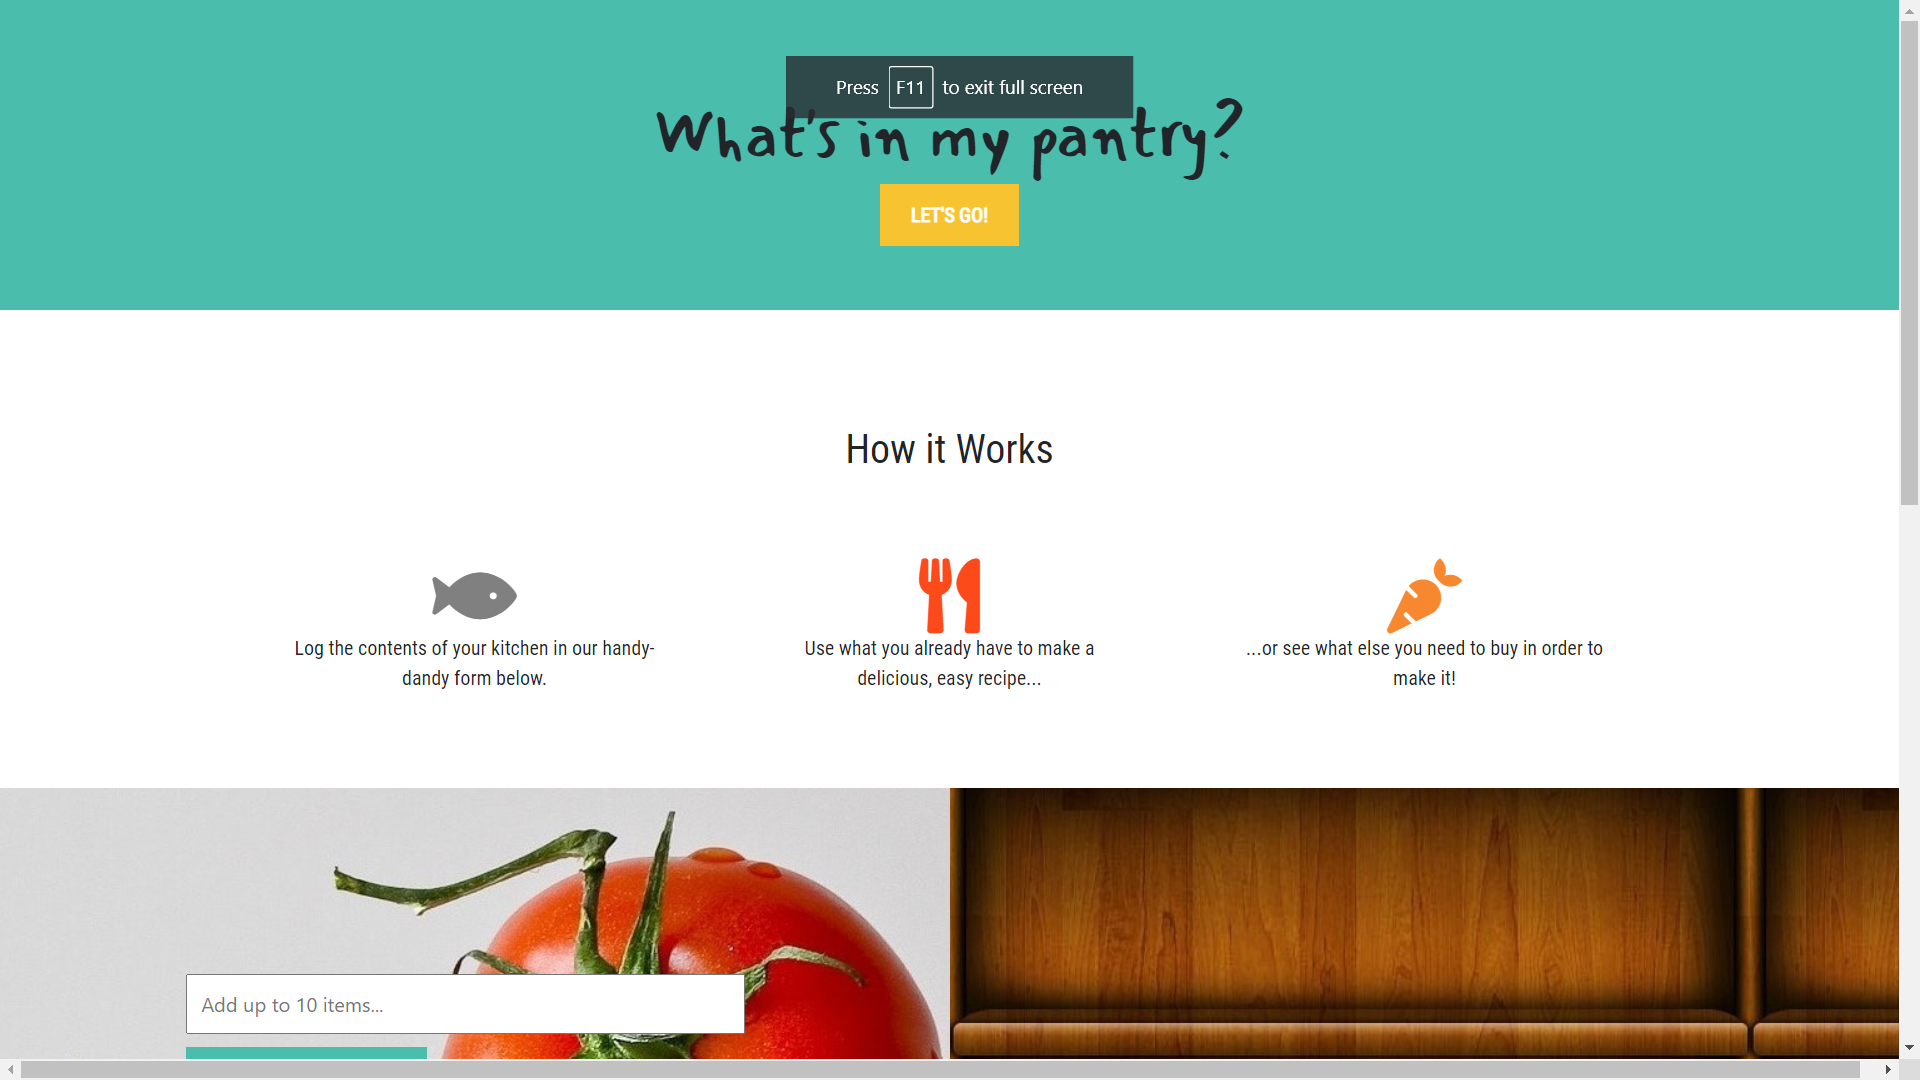 Press F11 to exit full screen
What's in my pantry?
LET'S GO!
How it Works
Log the contents of your kitchen in our handy-
dandy form below.
Use what you already have to make a
delicious, easy recipe...
...or see what else you need to buy in order to
make it!
Add up to 10 items...